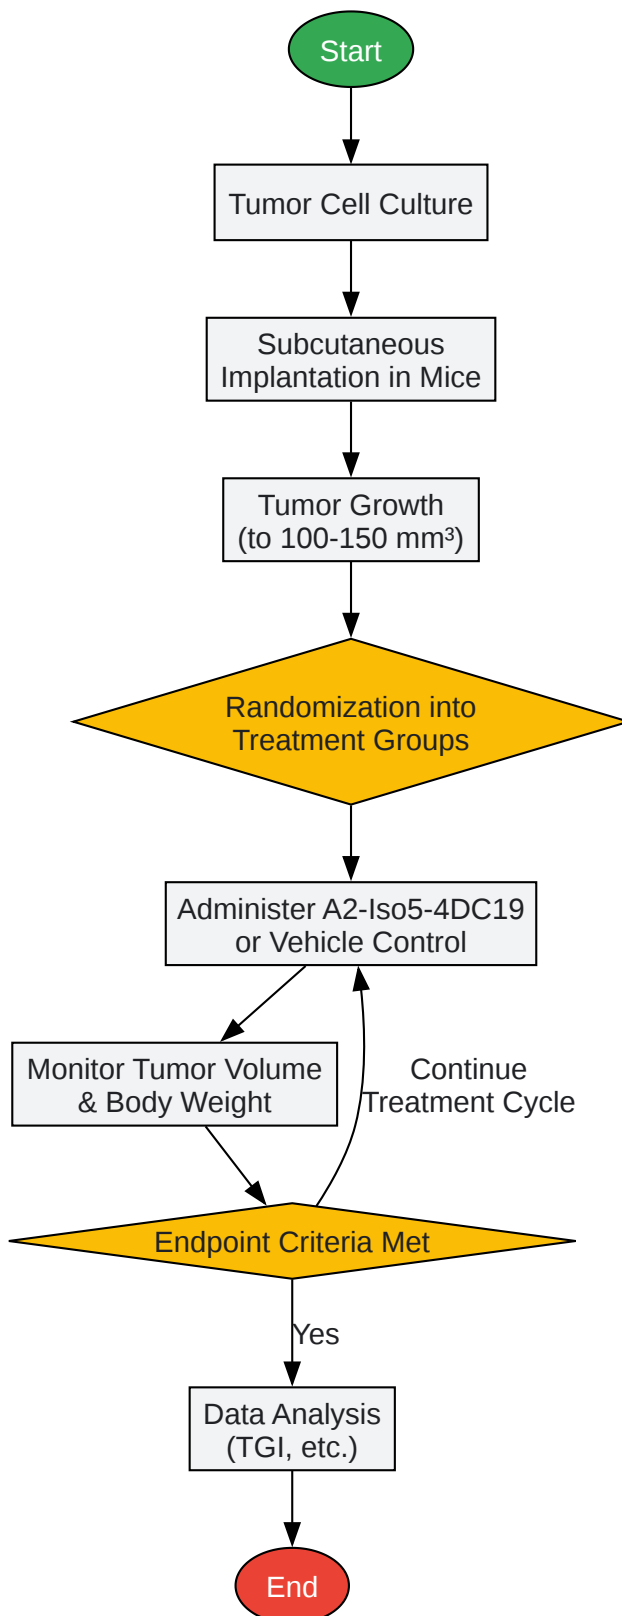 Start
Tumor Cell Culture
Subcutaneous
Implantation in Mice
Tumor Growth
(to 100-150 mm³)
Randomization into
Treatment Groups
Administer A2-Iso5-4DC19
or Vehicle Control
Monitor Tumor Volume
& Body Weight
Continue
Treatment Cycle
Endpoint Criteria Met
Yes
Data Analysis
(TGI, etc.)
End